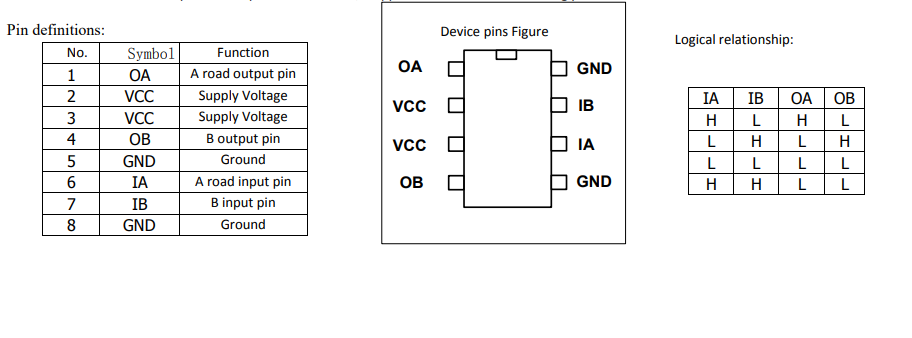 Pin definitions:
No. Symbol Function
1 OA A road output pin
2 VCC Supply Voltage
3 VCC Supply Voltage
4 OB B output pin
5 GND Ground
6 IA A road input pin
7 IB B input pin
8 GND Ground
Device pins Figure
OA GND
VCC IB
VCC IA
OB GND
Logical relationship:
IA IB OA OB
H L H L
L H L H
L L L L
H H L L